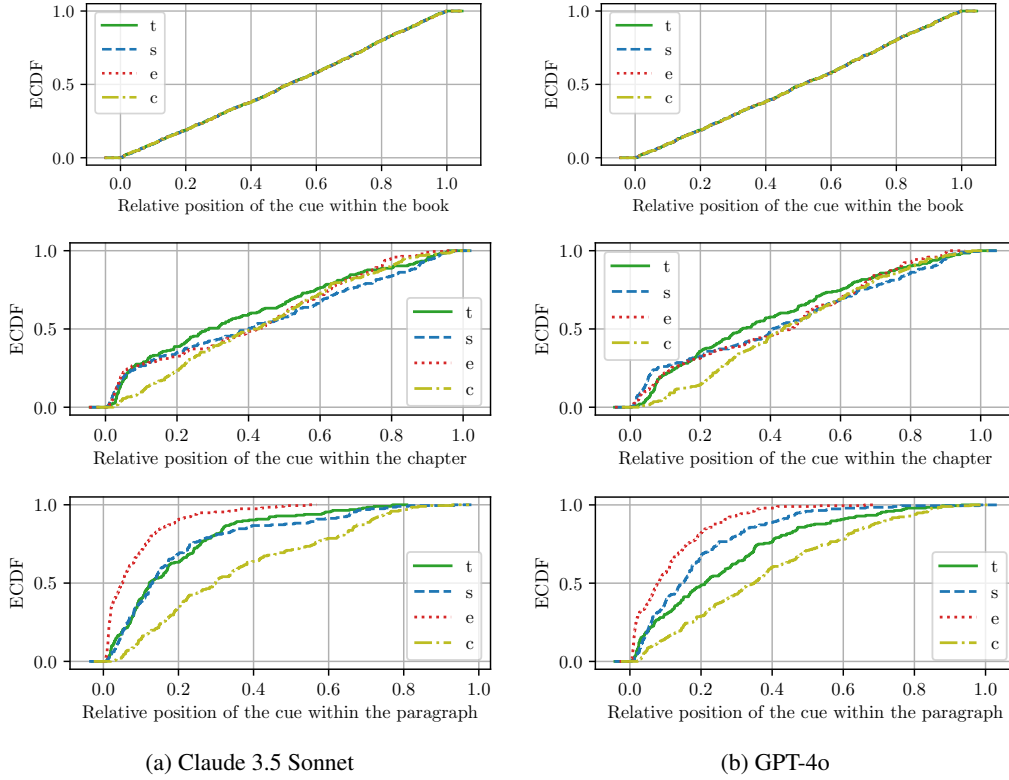 1.0
0.5
0.0
ECDF
t
s
e
c
0.0 0.2 0.4 0.6 0.8 1.0
Relative position of the cue within the book
1.0
0.5
0.0
ECDF
t
s
e
c
0.0 0.2 0.4 0.6 0.8 1.0
Relative position of the cue within the book
1.0
0.5
0.0
ECDF
t
s
e
c
0.0 0.2 0.4 0.6 0.8 1.0
Relative position of the cue within the chapter
1.0
0.5
0.0
ECDF
t
s
e
c
0.0 0.2 0.4 0.6 0.8 1.0
Relative position of the cue within the chapter
1.0
0.5
0.0
ECDF
t
s
e
c
0.0 0.2 0.4 0.6 0.8 1.0
Relative position of the cue within the paragraph
1.0
0.5
0.0
ECDF
t
s
e
c
0.0 0.2 0.4 0.6 0.8 1.0
Relative position of the cue within the paragraph
(a) Claude 3.5 Sonnet
(b) GPT-4o